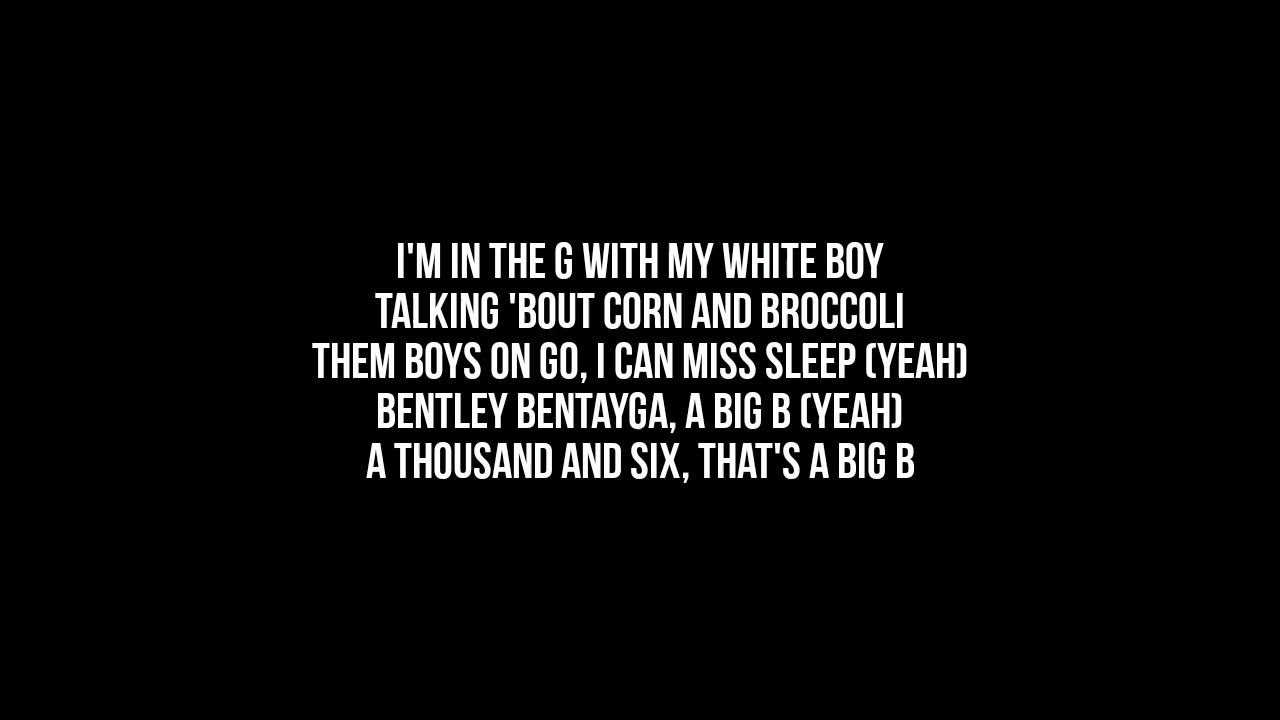 I'M IN THE G WITH MY WHITE BOY
TALKING 'BOUT CORN AND BROCCOLI
THEM BOYS ON GO, I CAN MISS SLEEP (YEAH)
BENTLEY BENTAYGA, A BIG B (YEAH)
A THOUSAND AND SIX, THAT'S A BIG B